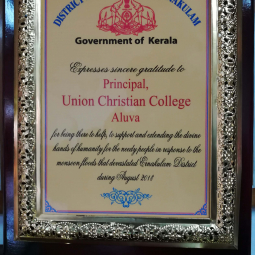 DISTRICT
Government of Kerala
Expresses sincere gratitude to
Principal,
Union Christian College
Aluva
for being there to help, to support and extending the divine
hands of humanity for the needy people in response to the
monsoon floods that devastated Ernakulam District
during August 2018